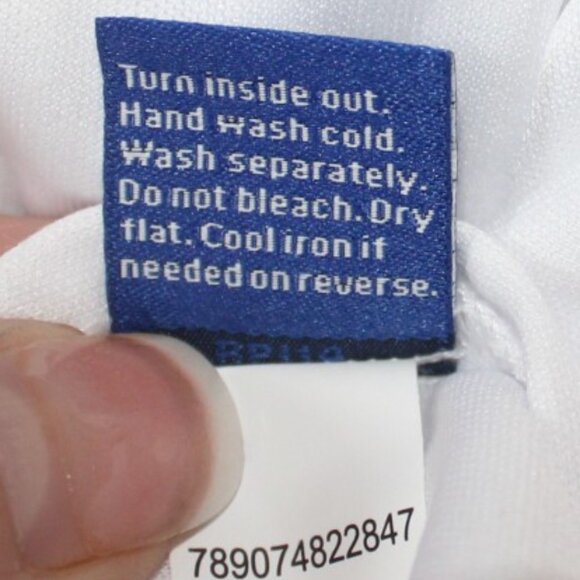 Turn inside out.
Hand wash cold.
Wash separately.
Do not bleach. Dry
flat. Cool iron if
needed on reverse.
789074822847